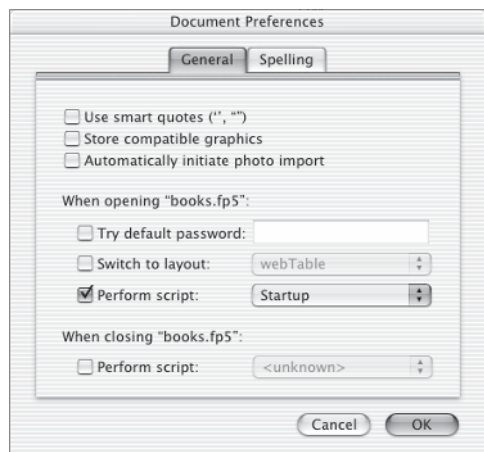 Document Preferences
General Spelling
Use smart quotes (‘’, “”)
Store compatible graphics
Automatically initiate photo import
When opening “books.fp5”:
Try default password:
Switch to layout: webTable
Perform script: Startup
When closing “books.fp5”:
Perform script: <unknown>
Cancel OK